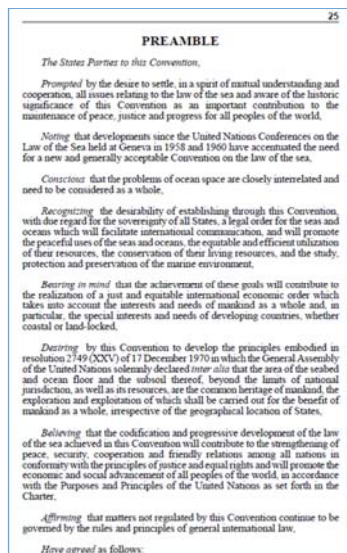 25
PREAMBLE
The States Parties to this Convention,
Prompted by the desire to settle, in a spirit of mutual understanding and
cooperation, all issues relating to the law of the sea and aware of the historic
significance of this Convention as an important contribution to the
maintenance of peace, justice and progress for all peoples of the world,
Noting that developments since the United Nations Conferences on the
Law of the Sea held at Geneva in 1958 and 1960 have accentuated the need
for a new and generally acceptable Convention on the law of the sea,
Conscious that the problems of ocean space are closely interrelated and
need to be considered as a whole,
Recognizing the desirability of establishing through this Convention,
with due regard for the sovereignty of all States, a legal order for the seas and
oceans which will facilitate international communication, and will promote
the peaceful uses of the seas and oceans, the equitable and efficient utilization
of their resources, the conservation of their living resources, and the study,
protection and preservation of the marine environment,
Bearing in mind that the achievement of these goals will contribute to
the realization of a just and equitable international economic order which
takes into account the interests and needs of mankind as a whole and, in
particular, the special interests and needs of developing countries, whether
coastal or land-locked,
Desiring by this Convention to develop the principles embodied in
resolution 2749 (XXV) of 17 December 1970 in which the General Assembly
of the United Nations solemnly declared inter alia that the area of the seabed
and ocean floor and the subsoil thereof, beyond the limits of national
jurisdiction, as well as its resources, are the common heritage of mankind, the
exploration and exploitation of which shall be carried out for the benefit of
mankind as a whole, irrespective of the geographical location of States,
Believing that the codification and progressive development of the law
of the sea achieved in this Convention will contribute to the strengthening of
peace, security, cooperation and friendly relations among all nations in
conformity with the principles of justice and equal rights and will promote the
economic and social advancement of all peoples of the world, in accordance
with the Purposes and Principles of the United Nations as set forth in the
Charter,
Affirming that matters not regulated by this Convention continue to be
governed by the rules and principles of general international law,
Have agreed as follows: